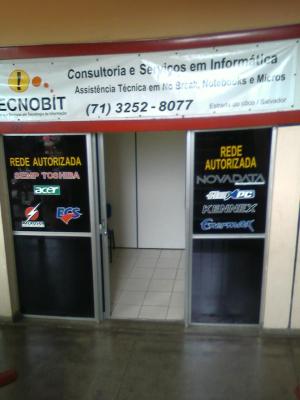 ECNOBIT
Consultoria e Serviços em Informática
Assistência Técnica em No Break, Notebooks e Micros
(71) 3252-8077
REDE AUTORIZADA
SEMP TOSHIBA
acer
ECS
REDE
AUTORIZADA
NOVADATA
KENNEX